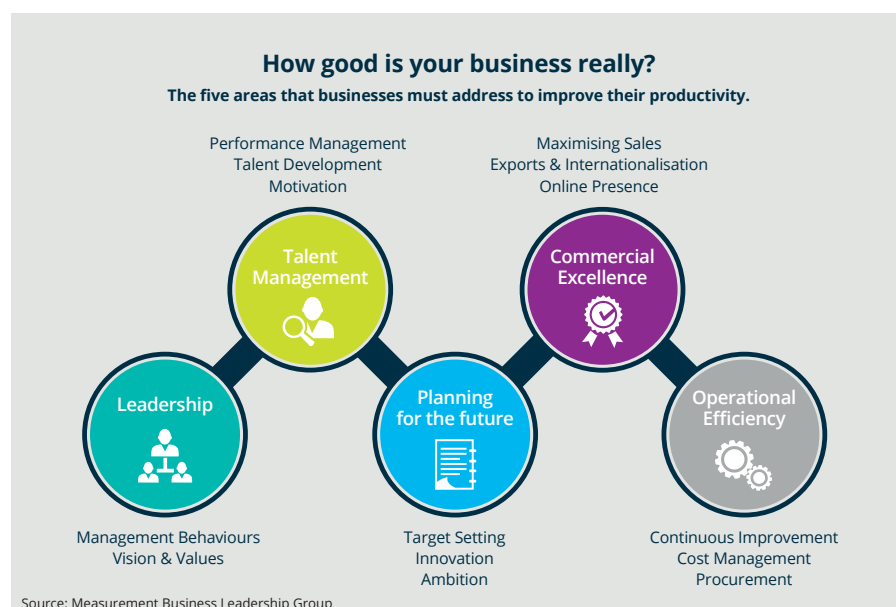 How good is your business really?
The five areas that businesses must address to improve their productivity.
Performance Management
Talent Development
Motivation
Maximising Sales
Exports & Internationalisation
Online Presence
Talent
Management
Commercial
Excellence
Leadership
Planning
for the future
Operational
Efficiency
Management Behaviours
Vision & Values
Target Setting
Innovation
Ambition
Continuous Improvement
Cost Management
Procurement
Source: Measurement Business Leadership Group